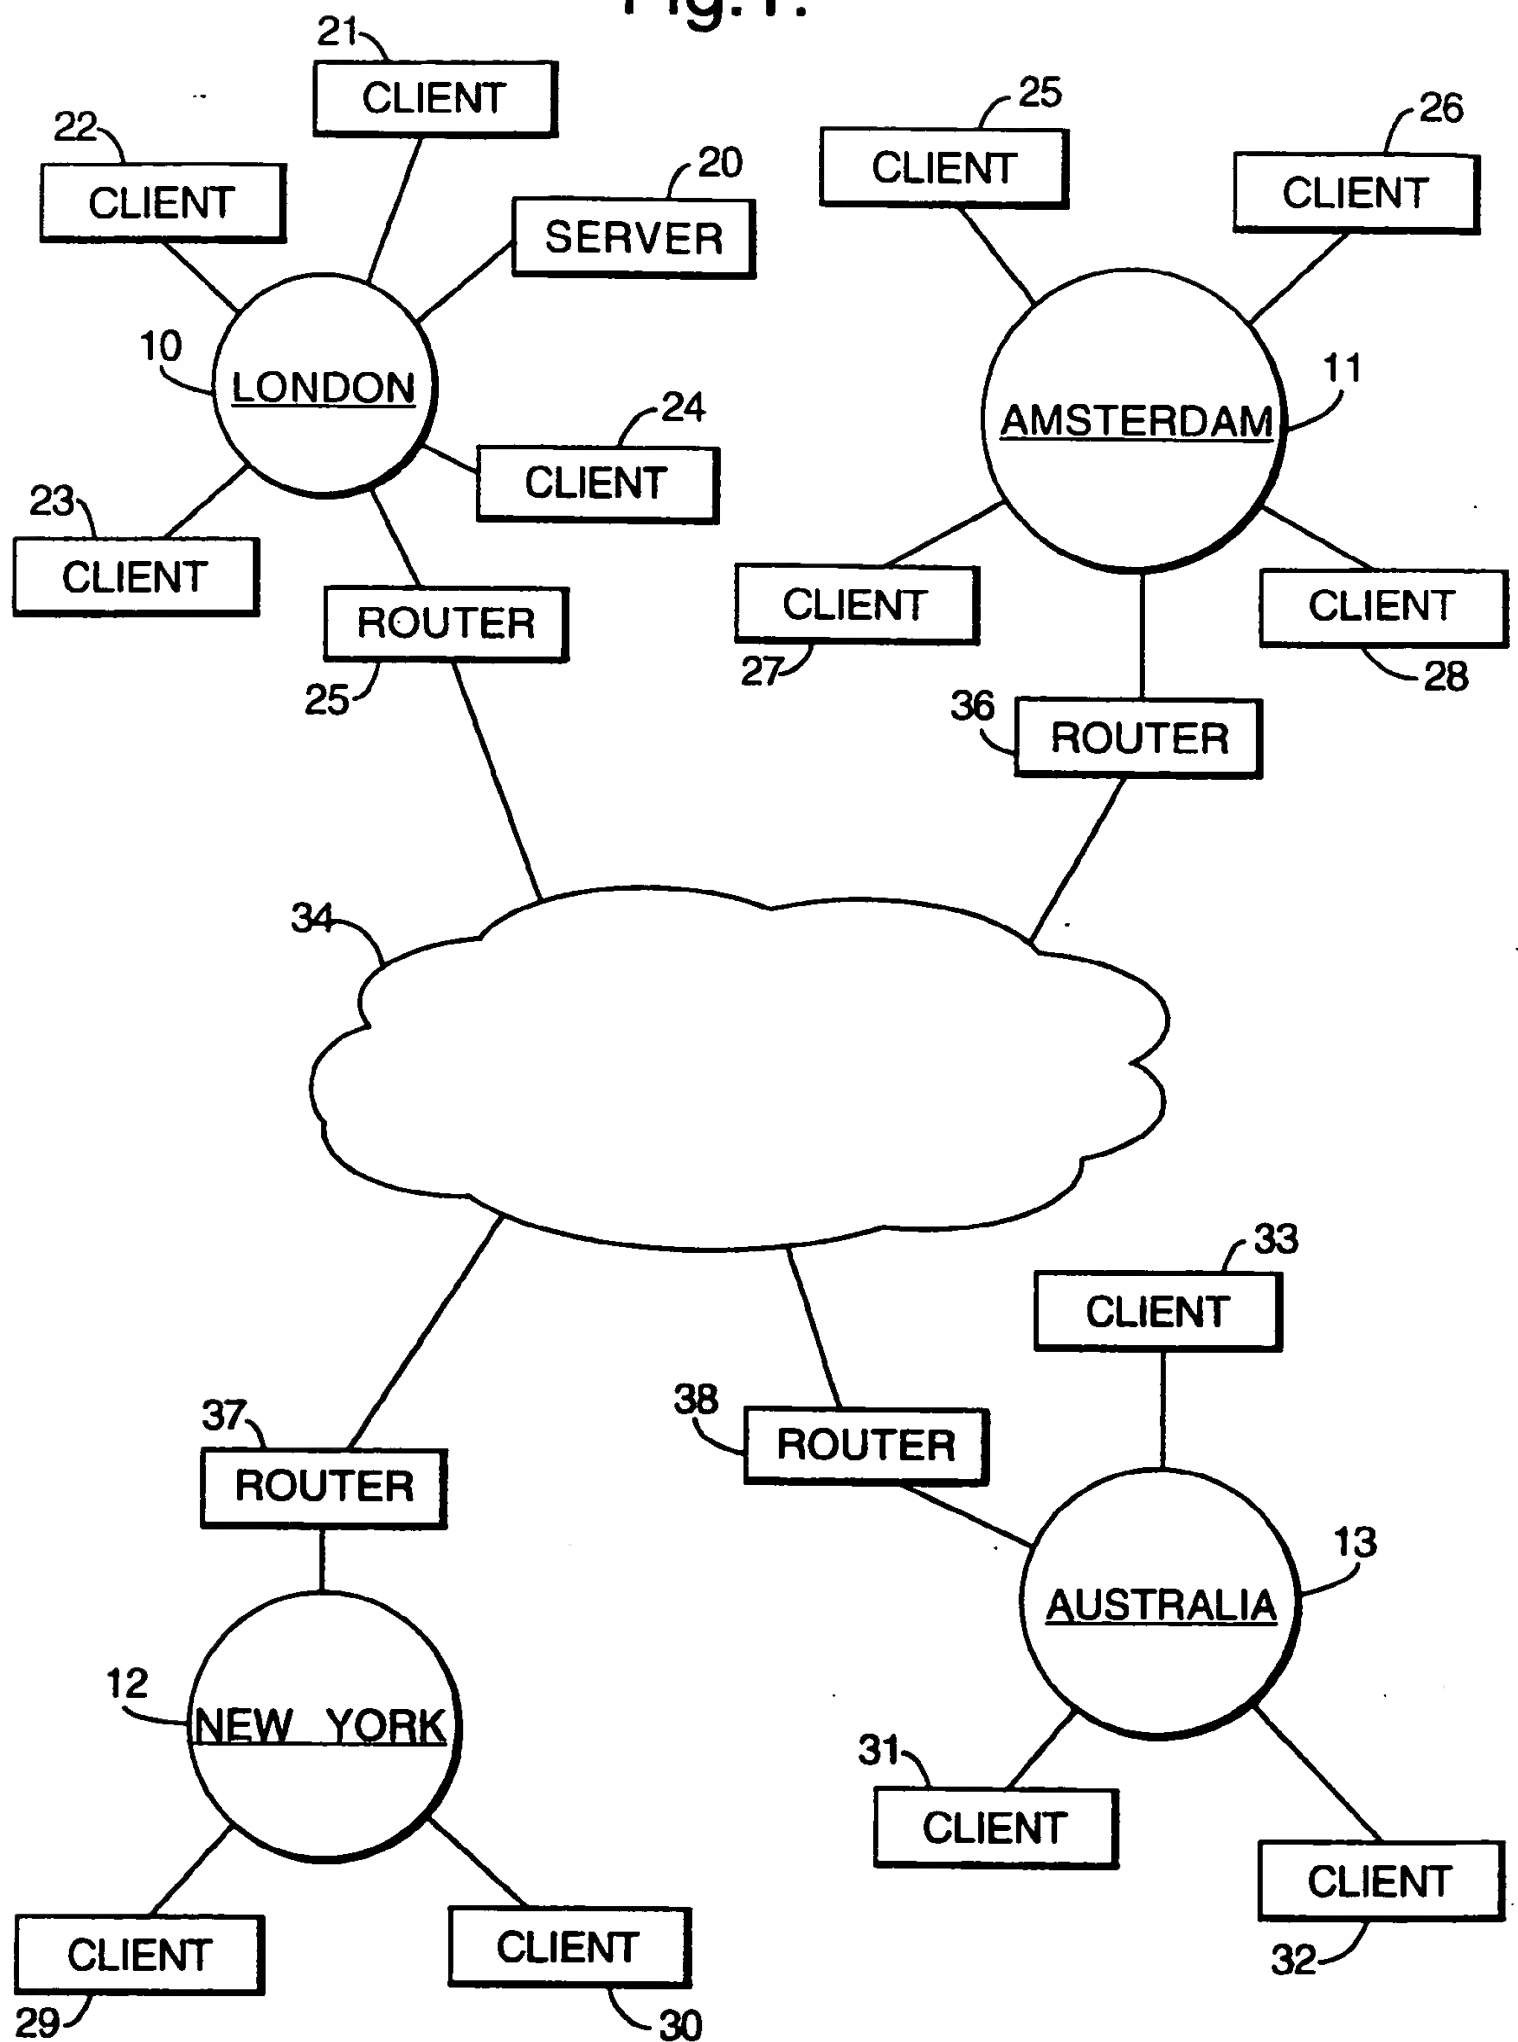 Fig.1.
21
CLIENT
22
CLIENT
20
SERVER
25
CLIENT
26
CLIENT
10
LONDON
11
AMSTERDAM
24
CLIENT
23
CLIENT
ROUTER
25
CLIENT
27
CLIENT
28
36
ROUTER
34
33
CLIENT
38
ROUTER
37
ROUTER
13
AUSTRALIA
12
NEW YORK
31
CLIENT
CLIENT
32
CLIENT
29
CLIENT
30